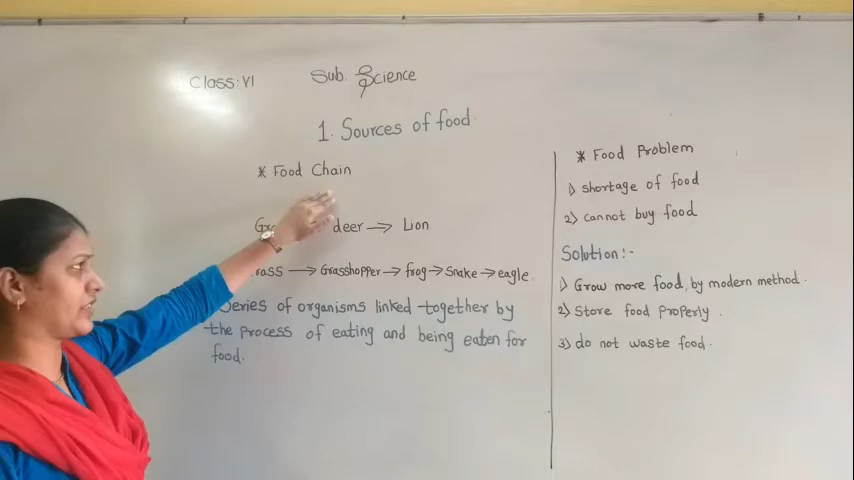 Class:VI Sub. Science
1. Sources of food
* Food Chain
deer → Lion
rass → Grasshopper → frog → Snake → eagle.
Series of organisms linked together by
the process of eating and being eaten for
food.
* Food Problem
1) shortage of food
2) cannot buy food
Solution:-
1) Grow more food, by modern method.
2) Store food properly.
3) do not waste food.